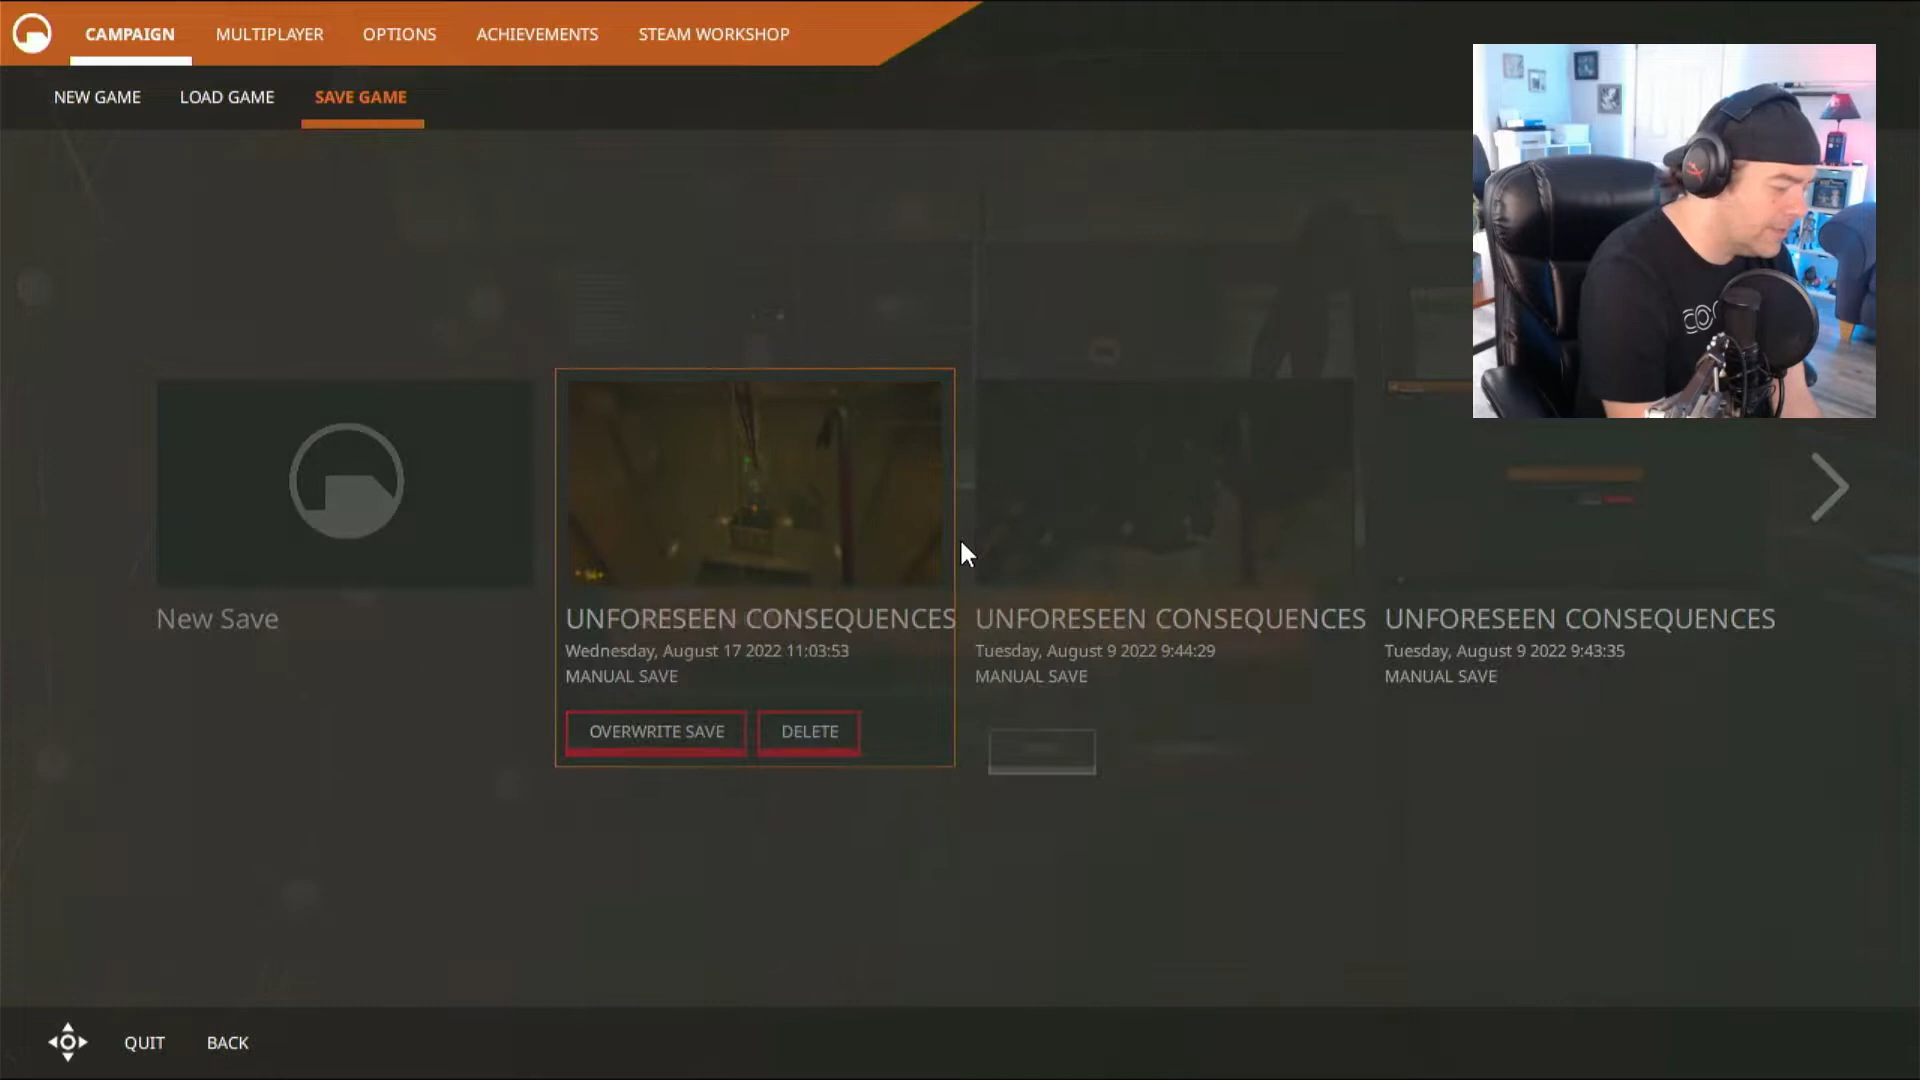 CAMPAIGN MULTIPLAYER OPTIONS ACHIEVEMENTS STEAM WORKSHOP
NEW GAME LOAD GAME SAVE GAME
New Save
UNFORESEEN CONSEQUENCES
Wednesday, August 17 2022 11:03:53
MANUAL SAVE
OVERWRITE SAVE DELETE
UNFORESEEN CONSEQUENCES
Tuesday, August 9 2022 9:44:29
MANUAL SAVE
UNFORESEEN CONSEQUENCES
Tuesday, August 9 2022 9:43:35
MANUAL SAVE
QUIT BACK